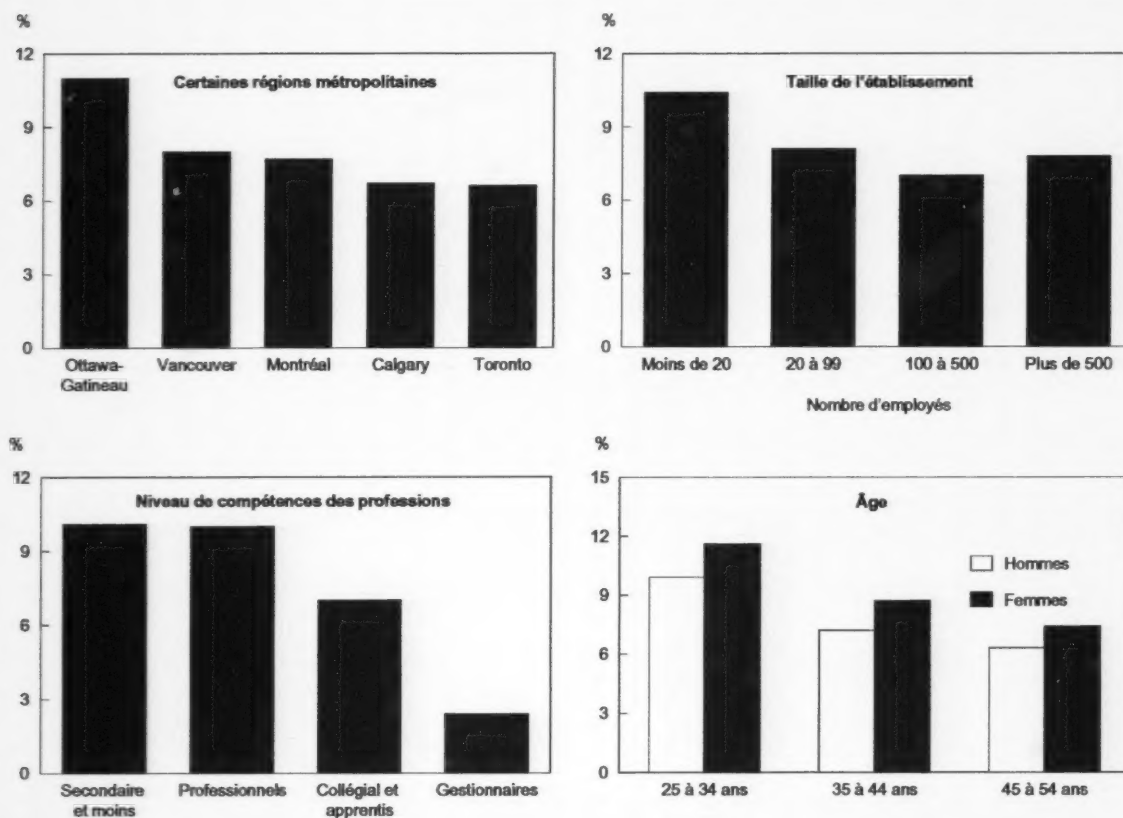 %
12
9
6
3
0
Certaines régions métropolitaines
Ottawa-
Gatineau
Vancouver
Montréal
Calgary
Toronto
%
12
9
6
3
0
Taille de l'établissement
Moins de 20
20 à 99
100 à 500
Plus de 500
Nombre d'employés
%
12
9
6
3
0
Niveau de compétences des professions
Secondaire
et moins
Professionnels
Collégial et
apprentis
Gestionnaires
%
15
12
9
6
3
0
Âge
Hommes
Femmes
25 à 34 ans
35 à 44 ans
45 à 54 ans